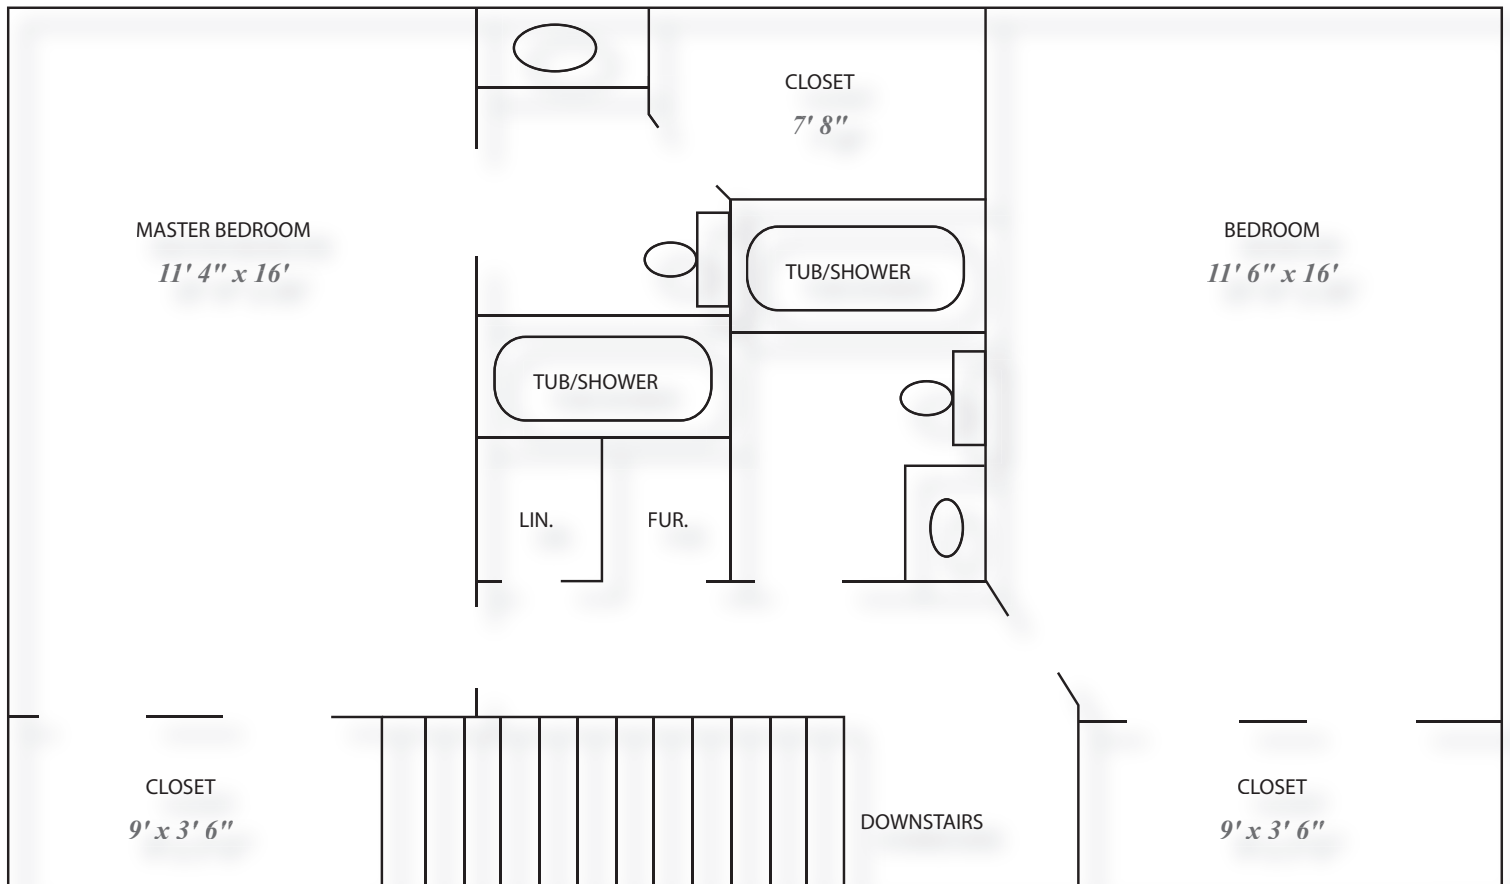 CLOSET
7' 8"
MASTER BEDROOM
11' 4" x 16'
BEDROOM
11' 6" x 16'
TUB/SHOWER
TUB/SHOWER
LIN.
FUR.
CLOSET
9' x 3' 6"
DOWNSTAIRS
CLOSET
9' x 3' 6"